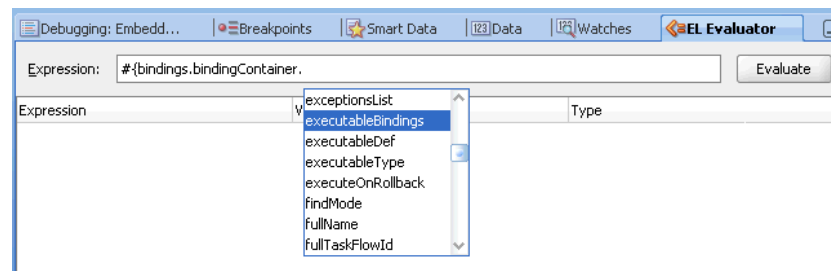 Debugging: Embedd... Breakpoints Smart Data 123 Data Watches EL Evaluator
Expression: #{bindings.bindingContainer. Evaluate
Expression V Type
exceptionsList
executableBindings
executableDef
executableType
executeOnRollback
findMode
fullName
fullTaskFlowId